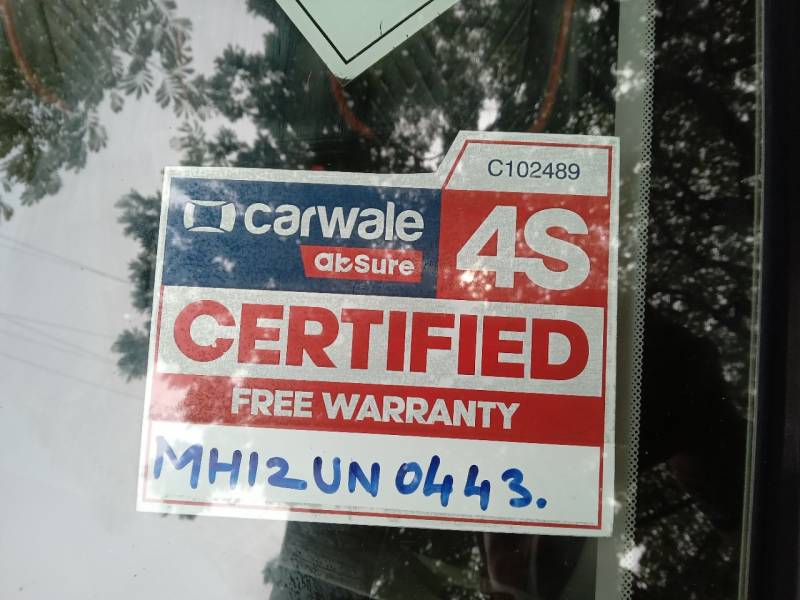 C102489
carwale
abSure
4S
CERTIFIED
FREE WARRANTY
MH12UN0443.